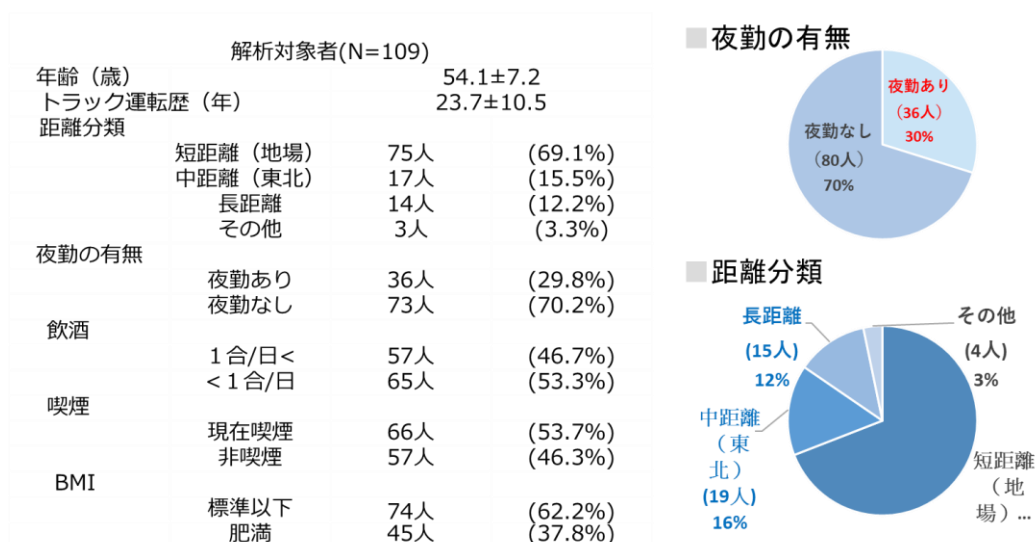 解析対象者(N=109)
年齢（歳） 54.1±7.2
トラック運転歴（年） 23.7±10.5
距離分類
短距離（地場） 75人 (69.1%)
中距離（東北） 17人 (15.5%)
長距離 14人 (12.2%)
その他 3人 (3.3%)
夜勤の有無
夜勤あり 36人 (29.8%)
夜勤なし 73人 (70.2%)
飲酒
１合/日< 57人 (46.7%)
<１合/日 65人 (53.3%)
喫煙
現在喫煙 66人 (53.7%)
非喫煙 57人 (46.3%)
BMI
標準以下 74人 (62.2%)
肥満 45人 (37.8%)
夜勤の有無
夜勤あり
（36人）
30%
夜勤なし
（80人）
70%
距離分類
長距離
(15人)
12%
その他
(4人)
3%
中距離
（東
北）
(19人)
16%
短距離
（地
場）...